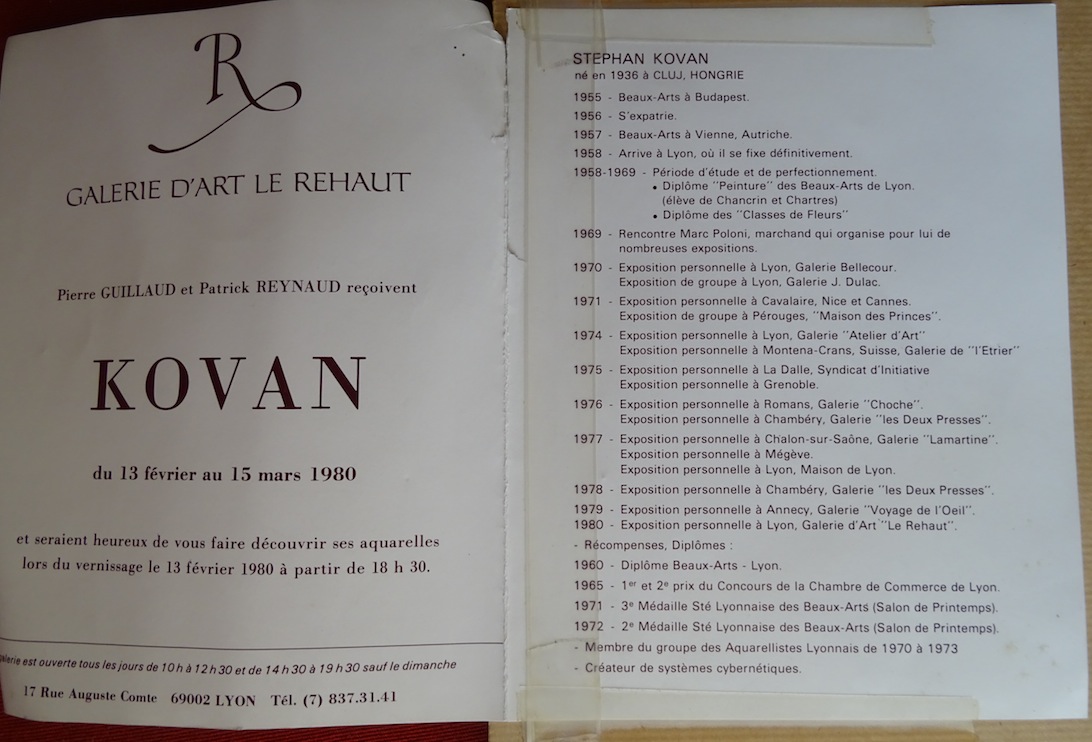 R
GALERIE D'ART LE REHAUT
Pierre GUILLAUD et Patrick REYNAUD reçoivent
KOVAN
du 13 février au 15 mars 1980
et seraient heureux de vous faire découvrir ses aquarelles
lors du vernissage le 13 février 1980 à partir de 18 h 30.
galerie est ouverte tous les jours de 10 h à 12 h 30 et de 14 h 30 à 19 h 30 sauf le dimanche
17 Rue Auguste Comte 69002 LYON Tél. (7) 837.31.41
STEPHAN KOVAN
né en 1936 à CLUJ, HONGRIE
1955 - Beaux-Arts à Budapest.
1956 - S'expatrie.
1957 - Beaux-Arts à Vienne, Autriche.
1958 - Arrive à Lyon, où il se fixe définitivement.
1958-1969 - Période d'étude et de perfectionnement.
• Diplôme "Peinture" des Beaux-Arts de Lyon.
(élève de Chancrin et Chartres)
• Diplôme des "Classes de Fleurs"
1969 - Rencontre Marc Poloni, marchand qui organise pour lui de
nombreuses expositions.
1970 - Exposition personnelle à Lyon, Galerie Bellecour.
Exposition de groupe à Lyon, Galerie J. Dulac.
1971 - Exposition personnelle à Cavalaire, Nice et Cannes.
Exposition de groupe à Pérouges, "Maison des Princes".
1974 - Exposition personnelle à Lyon, Galerie "Atelier d'Art"
Exposition personnelle à Montena-Crans, Suisse, Galerie de "l'Etrier"
1975 - Exposition personnelle à La Dalle, Syndicat d'Initiative
Exposition personnelle à Grenoble.
1976 - Exposition personnelle à Romans, Galerie "Choche".
Exposition personnelle à Chambéry, Galerie "les Deux Presses".
1977 - Exposition personnelle à Chalon-sur-Saône, Galerie "Lamartine".
Exposition personnelle à Mégève.
Exposition personnelle à Lyon, Maison de Lyon.
1978 - Exposition personnelle à Chambéry, Galerie "les Deux Presses".
1979 - Exposition personnelle à Annecy, Galerie "Voyage de l'Oeil".
1980 - Exposition personnelle à Lyon, Galerie d'Art "Le Rehaut".
- Récompenses, Diplômes :
1960 - Diplôme Beaux-Arts - Lyon.
1965 - 1er et 2e prix du Concours de la Chambre de Commerce de Lyon.
1971 - 3e Médaille Sté Lyonnaise des Beaux-Arts (Salon de Printemps).
1972 - 2e Médaille Sté Lyonnaise des Beaux-Arts (Salon de Printemps).
- Membre du groupe des Aquarellistes Lyonnais de 1970 à 1973
- Créateur de systèmes cybernétiques.